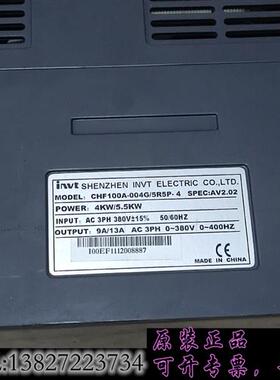 invt SHENZHEN INVT ELECTRIC CO.,LTD.
MODEL: CHF100A-004G/5R5P-4 SPEC:AV2.02
POWER: 4KW/5.5KW
INPUT: AC 3PH 380V±15% 50/60HZ
OUTPUT: 9A/13A AC 3PH 0~380V 0~400HZ
I00EF1112008887
MADE IN CHINA
原装正品
13827223734
可开专票,